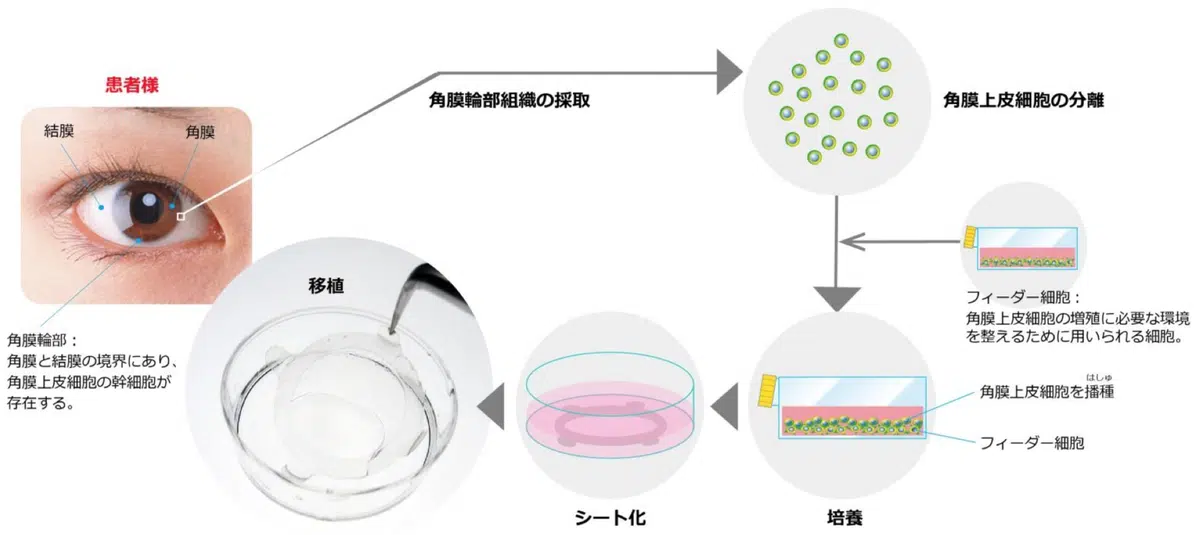 患者様
結膜
角膜
角膜輪部:
角膜と結膜の境界にあり、
角膜上皮細胞の幹細胞が
存在する。
角膜輪部組織の採取
角膜上皮細胞の分離
フィーダー細胞:
角膜上皮細胞の増殖に必要な環境
を整えるために用いられる細胞。
はしゅ
角膜上皮細胞を播種
フィーダー細胞
培養
シート化
移植